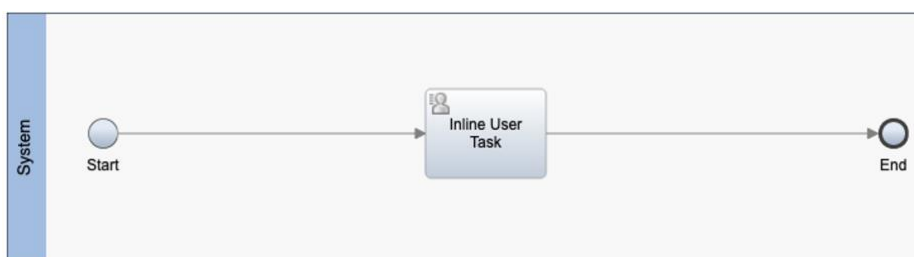 System
Start
Inline User
Task
End